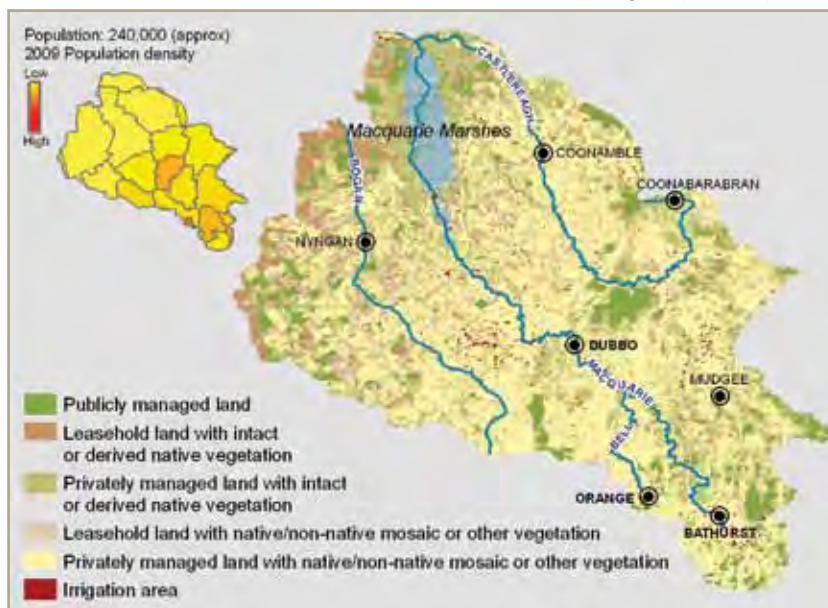 Population: 240,000 (approx)
2009 Population density
Low
High
Macquarie Marshes
CASTLEREAGH
COONAMBLE
COONABARABRAN
BOGAN
NYNGAN
DUBBO
MACQUARIE
MUDGEE
BELL
ORANGE
BATHURST
Publicly managed land
Leasehold land with intact
or derived native vegetation
Privately managed land with intact
or derived native vegetation
Leasehold land with native/non-native mosaic or other vegetation
Privately managed land with native/non-native mosaic or other vegetation
Irrigation area